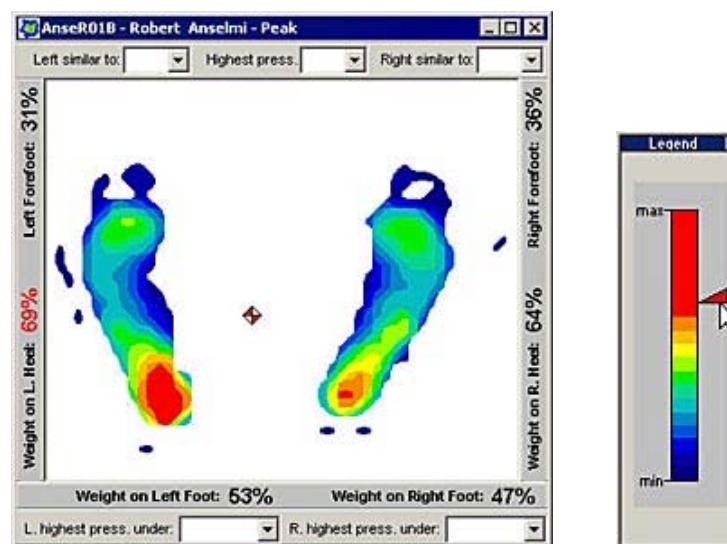 AnseR01B - Robert Anselmi - Peak
Left similar to:
Highest press.
Right similar to:
Left Forefoot: 31%
Weight on L. Heel: 69%
Right Forefoot: 36%
Weight on R. Heel: 64%
Weight on Left Foot: 53%
Weight on Right Foot: 47%
L. highest press. under:
R. highest press. under:
Legend
max
min